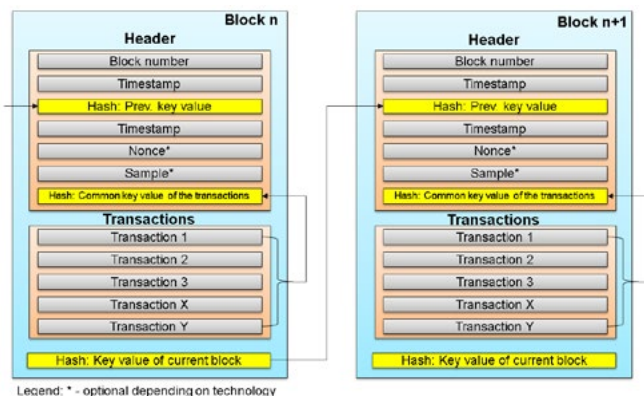 Block n
Header
Block number
Timestamp
Hash: Prev. key value
Timestamp
Nonce*
Sample*
Hash: Common key value of the transactions
Transactions
Transaction 1
Transaction 2
Transaction 3
Transaction X
Transaction Y
Hash: Key value of current block
Block n+1
Header
Block number
Timestamp
Hash: Prev. key value
Timestamp
Nonce*
Sample*
Hash: Common key value of the transactions
Transactions
Transaction 1
Transaction 2
Transaction 3
Transaction X
Transaction Y
Hash: Key value of current block
Legend: * - optional depending on technology